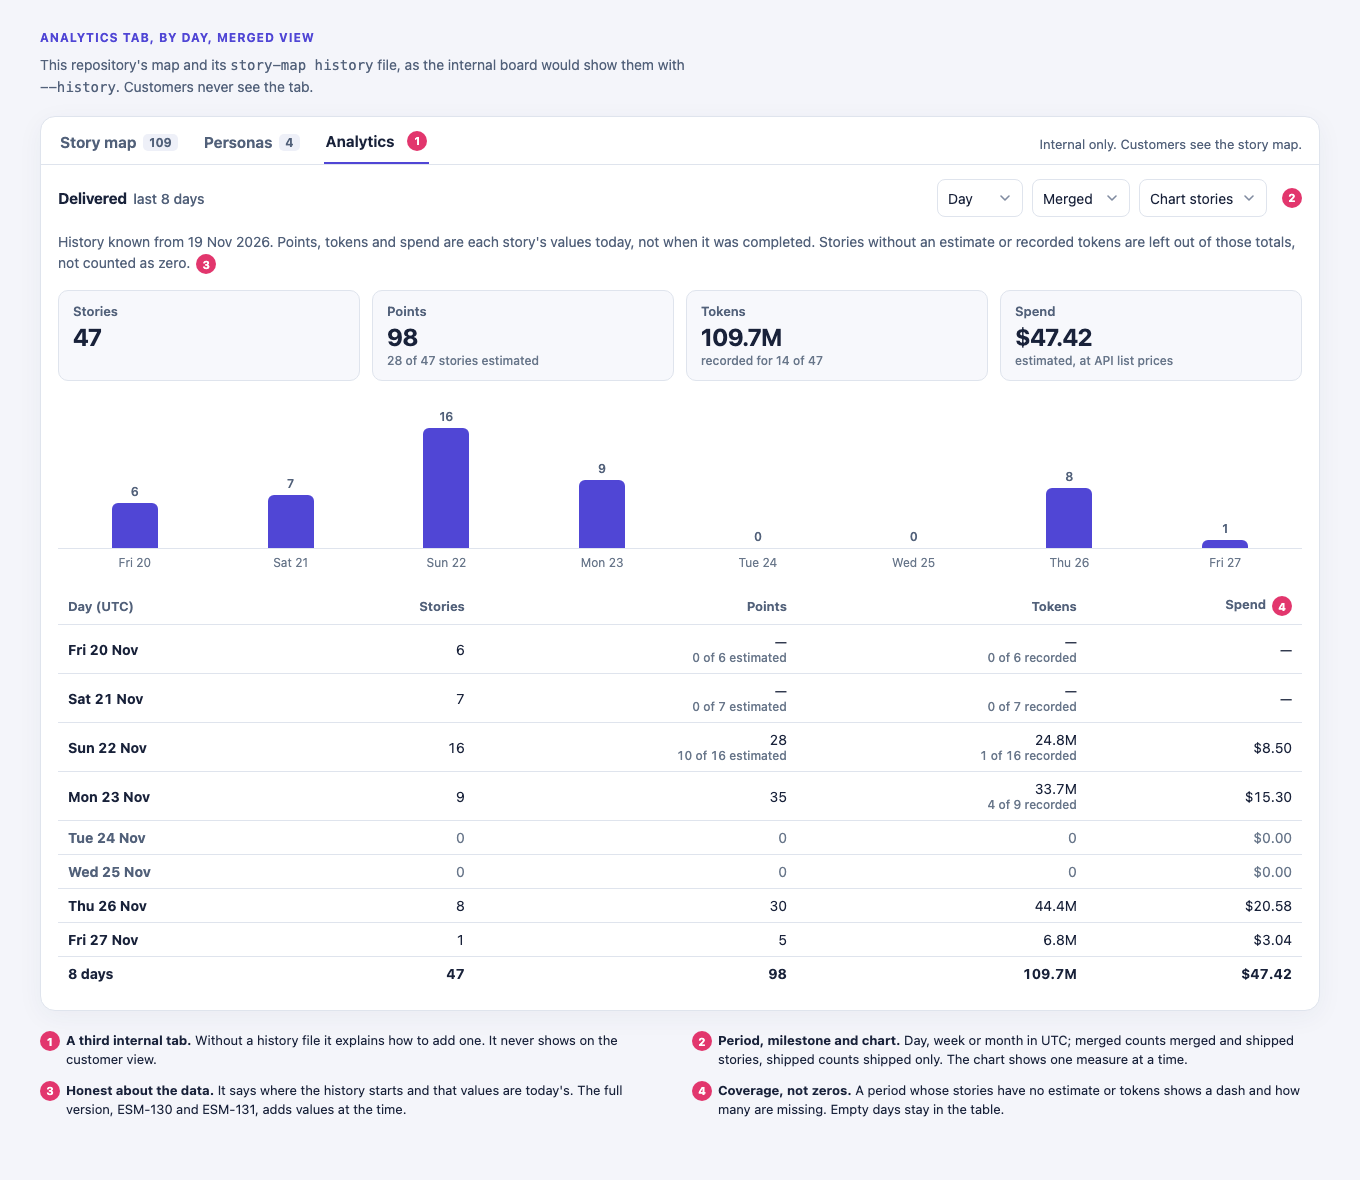 ANALYTICS TAB, BY DAY, MERGED VIEW
This repository's map and its story-map history file, as the internal board would show them with
--history. Customers never see the tab.
Story map 109 Personas 4 Analytics 1 Internal only. Customers see the story map.
Delivered last 8 days Day Merged Chart stories 2
History known from 19 Nov 2026. Points, tokens and spend are each story's values today, not when it was completed. Stories without an estimate or recorded tokens are left out of those totals,
not counted as zero. 3
Stories Points Tokens Spend
47 98 109.7M $47.42
28 of 47 stories estimated recorded for 14 of 47 estimated, at API list prices
6 7 16 9 0 0 8 1
Fri 20 Sat 21 Sun 22 Mon 23 Tue 24 Wed 25 Thu 26 Fri 27
Day (UTC) Stories Points Tokens Spend 4
Fri 20 Nov 6 — — —
0 of 6 estimated 0 of 6 recorded
Sat 21 Nov 7 — — —
0 of 7 estimated 0 of 7 recorded
Sun 22 Nov 16 28 24.8M $8.50
10 of 16 estimated 1 of 16 recorded
Mon 23 Nov 9 35 33.7M $15.30
4 of 9 recorded
Tue 24 Nov 0 0 0 $0.00
Wed 25 Nov 0 0 0 $0.00
Thu 26 Nov 8 30 44.4M $20.58
Fri 27 Nov 1 5 6.8M $3.04
8 days 47 98 109.7M $47.42
1 A third internal tab. Without a history file it explains how to add one. It never shows on the
customer view.
2 Period, milestone and chart. Day, week or month in UTC; merged counts merged and shipped
stories, shipped counts shipped only. The chart shows one measure at a time.
3 Honest about the data. It says where the history starts and that values are today's. The full
version, ESM-130 and ESM-131, adds values at the time.
4 Coverage, not zeros. A period whose stories have no estimate or tokens shows a dash and how
many are missing. Empty days stay in the table.